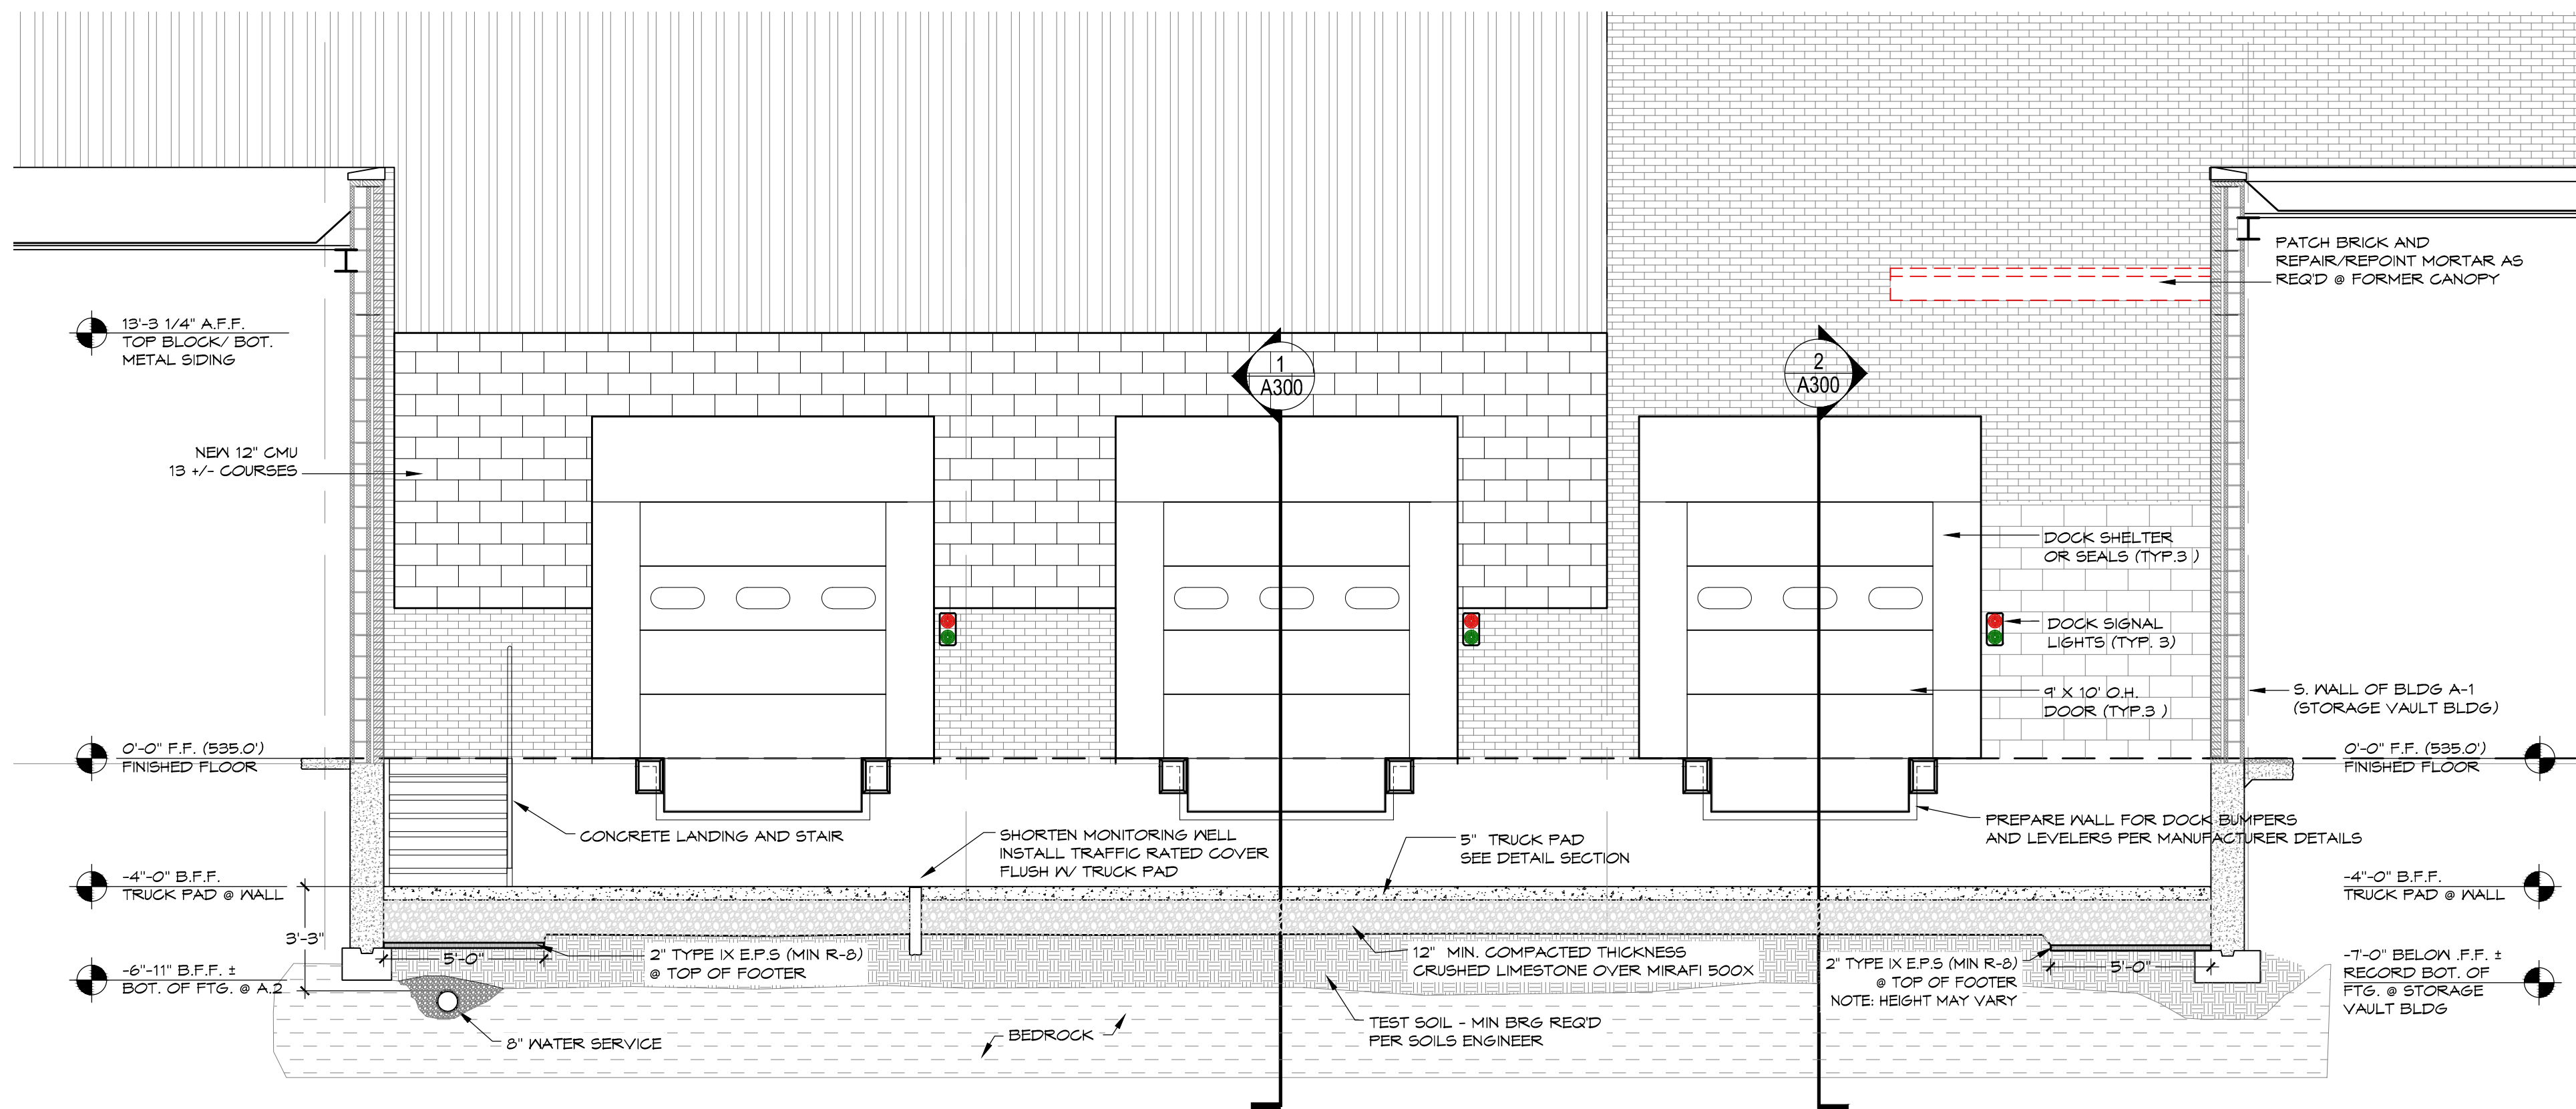 PATCH BRICK AND
REPAIR/REPOINT MORTAR AS
REQ'D @ FORMER CANOPY
13'-3 1/4" A.F.F.
TOP BLOCK/ BOT.
METAL SIDING
1
A300
2
A300
NEW 12" CMU
13 +/- COURSES
DOCK SHELTER
OR SEALS (TYP.3 )
DOCK SIGNAL
LIGHTS (TYP. 3)
9' X 10' O.H.
DOOR (TYP.3 )
S. WALL OF BLDG A-1
(STORAGE VAULT BLDG)
0'-0" F.F. (535.0')
FINISHED FLOOR
0'-0" F.F. (535.0')
FINISHED FLOOR
CONCRETE LANDING AND STAIR
SHORTEN MONITORING WELL
INSTALL TRAFFIC RATED COVER
FLUSH W/ TRUCK PAD
5" TRUCK PAD
SEE DETAIL SECTION
PREPARE WALL FOR DOCK BUMPERS
AND LEVELERS PER MANUFACTURER DETAILS
-4"-0" B.F.F.
TRUCK PAD @ WALL
-4"-0" B.F.F.
TRUCK PAD @ WALL
3'-3"
5'-0"
2" TYPE IX E.P.S (MIN R-8)
@ TOP OF FOOTER
12" MIN. COMPACTED THICKNESS
CRUSHED LIMESTONE OVER MIRAFI 500X
2" TYPE IX E.P.S (MIN R-8)
@ TOP OF FOOTER
NOTE: HEIGHT MAY VARY
5'-0"
-6"-11" B.F.F. ±
BOT. OF FTG. @ A.2
-7'-0" BELOW .F.F. ±
RECORD BOT. OF
FTG. @ STORAGE
VAULT BLDG
8" WATER SERVICE
BEDROCK
TEST SOIL - MIN BRG REQ'D
PER SOILS ENGINEER